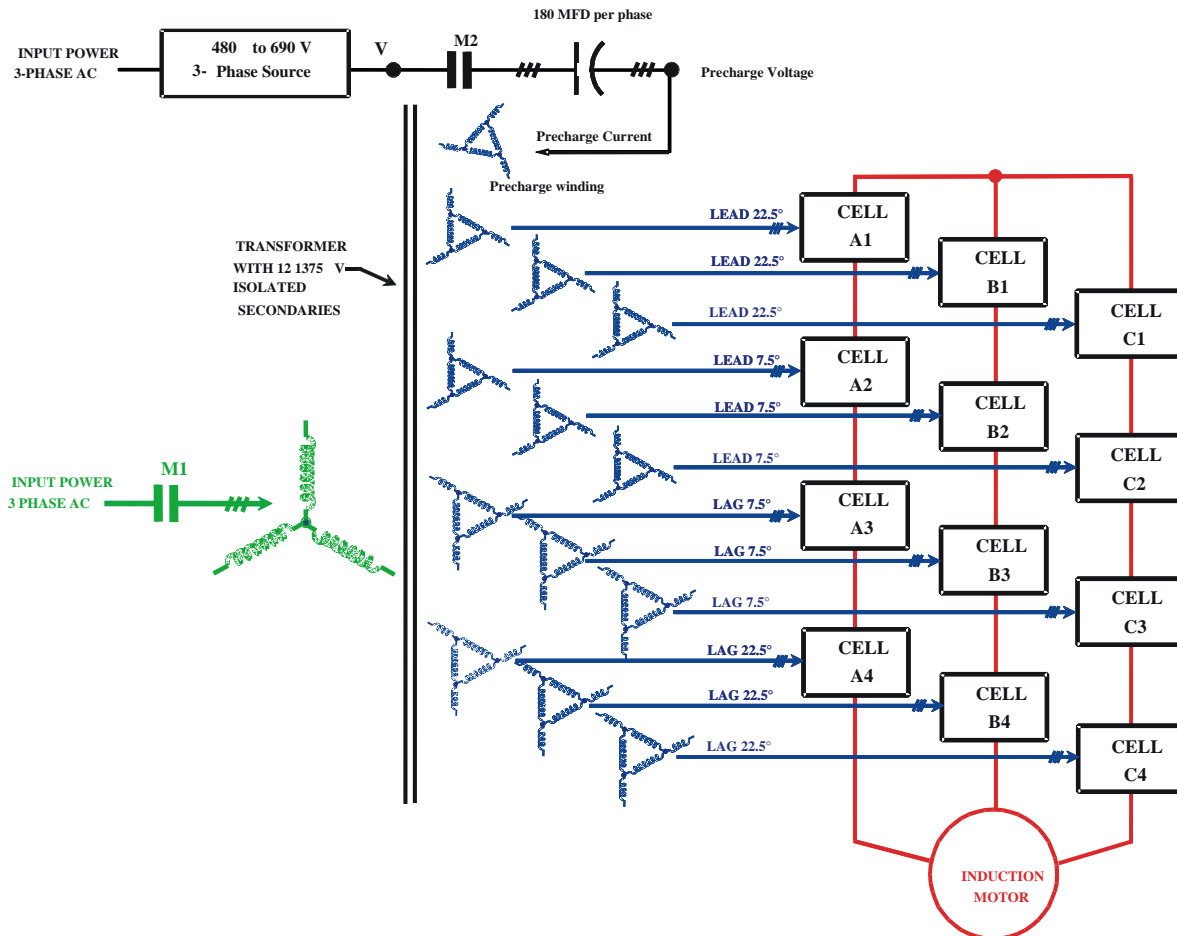 180 MFD per phase
INPUT POWER
3-PHASE AC
480 to 690 V
3- Phase Source
V
M2
Precharge Voltage
Precharge Current
Precharge winding
TRANSFORMER
WITH 12 1375 V
ISOLATED
SECONDARIES
LEAD 22.5°
CELL
A1
LEAD 22.5°
CELL
B1
LEAD 22.5°
CELL
C1
LEAD 7.5°
CELL
A2
LEAD 7.5°
CELL
B2
LEAD 7.5°
CELL
C2
INPUT POWER
3 PHASE AC
M1
LAG 7.5°
CELL
A3
LAG 7.5°
CELL
B3
LAG 7.5°
CELL
C3
LAG 22.5°
CELL
A4
LAG 22.5°
CELL
B4
LAG 22.5°
CELL
C4
INDUCTION
MOTOR